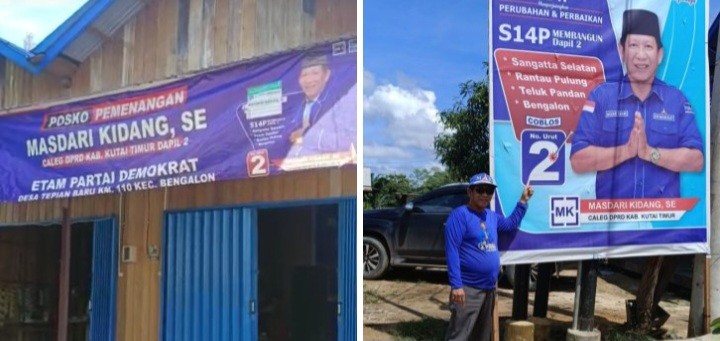 POSKO PEMENANGAN
MASDARI KIDANG, SE
CALEG DPRD KAB. KUTAI TIMUR DAPIL 2
ETAM PARTAI DEMOKRAT
DESA TEPIAN BARU KM. 110 KEC. BENGALON
S14P
2
PERUBAHAN & PERBAIKAN
S14P MEMBANGUN
Dapil 2
* Sangatta Selatan
* Rantau Pulung
* Teluk Pandan
* Bengalon
COBLOS
No. Urut
2
MK
MASDARI KIDANG, SE
CALEG DPRD KAB. KUTAI TIMUR